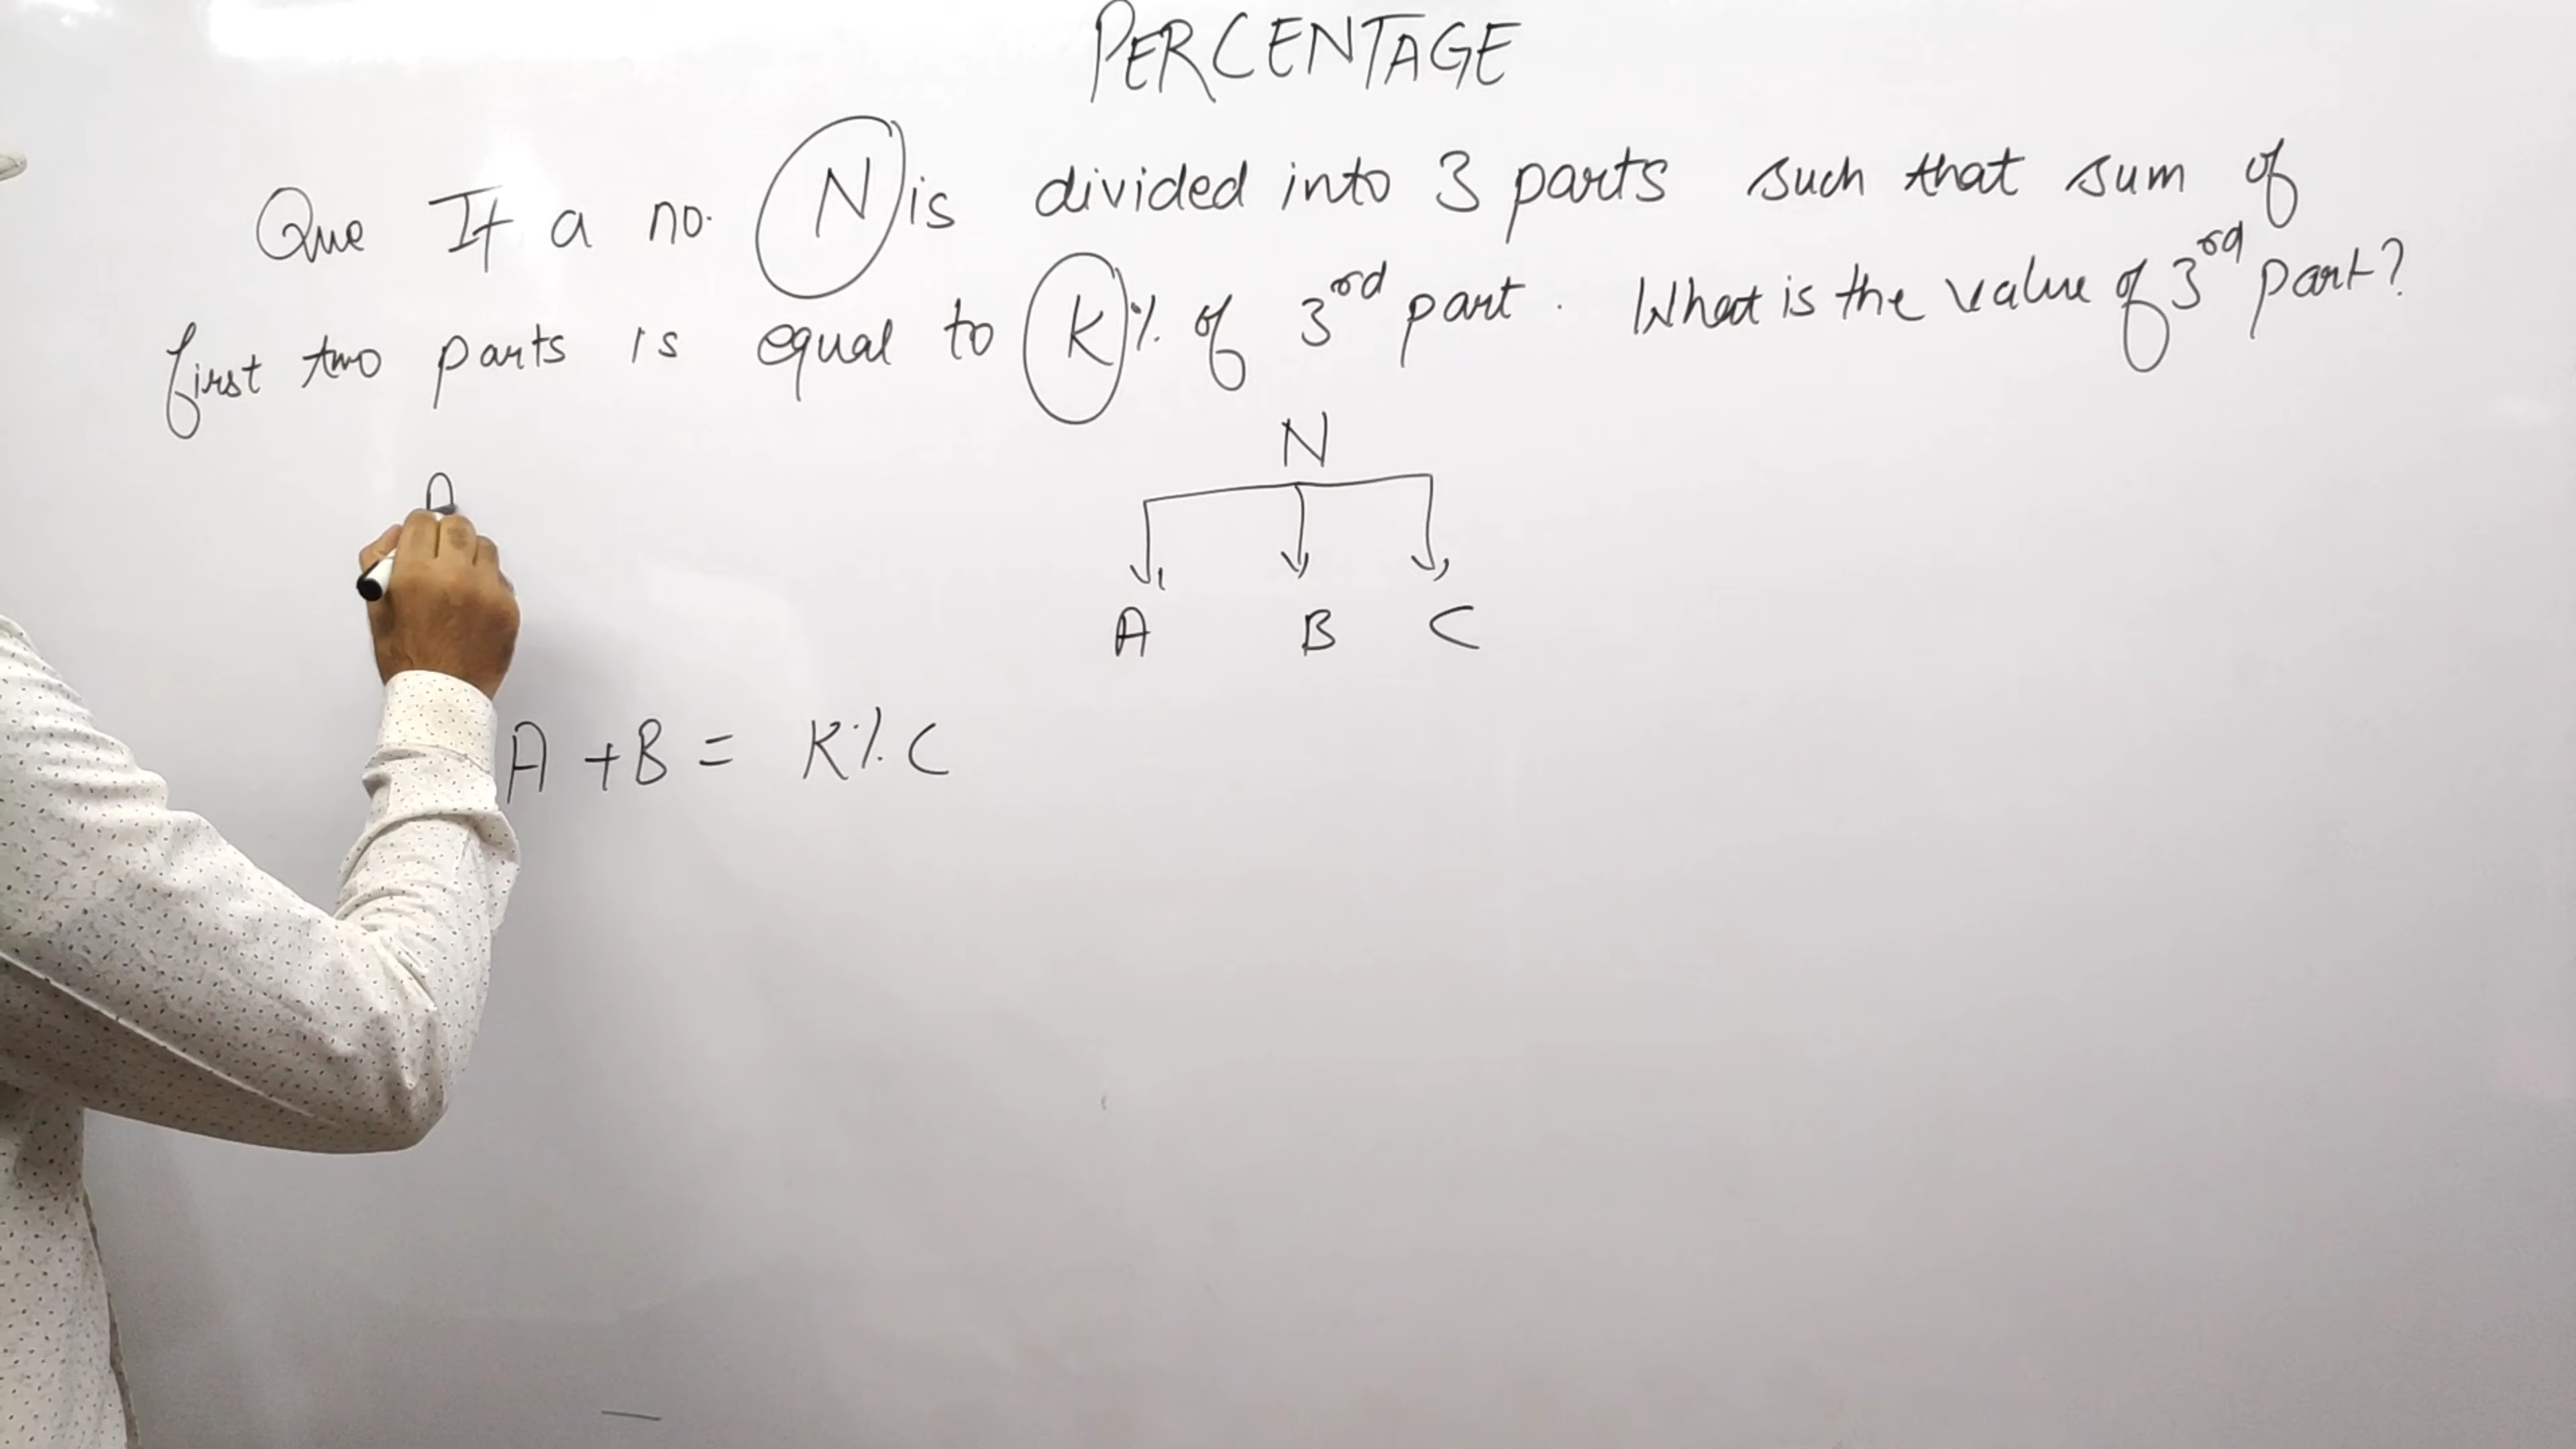 PERCENTAGE
Que If a no. N is divided into 3 parts such that sum of
first two parts is equal to K% of 3rd part. What is the value of 3rd part?
N
A B C
A
A + B = K% C